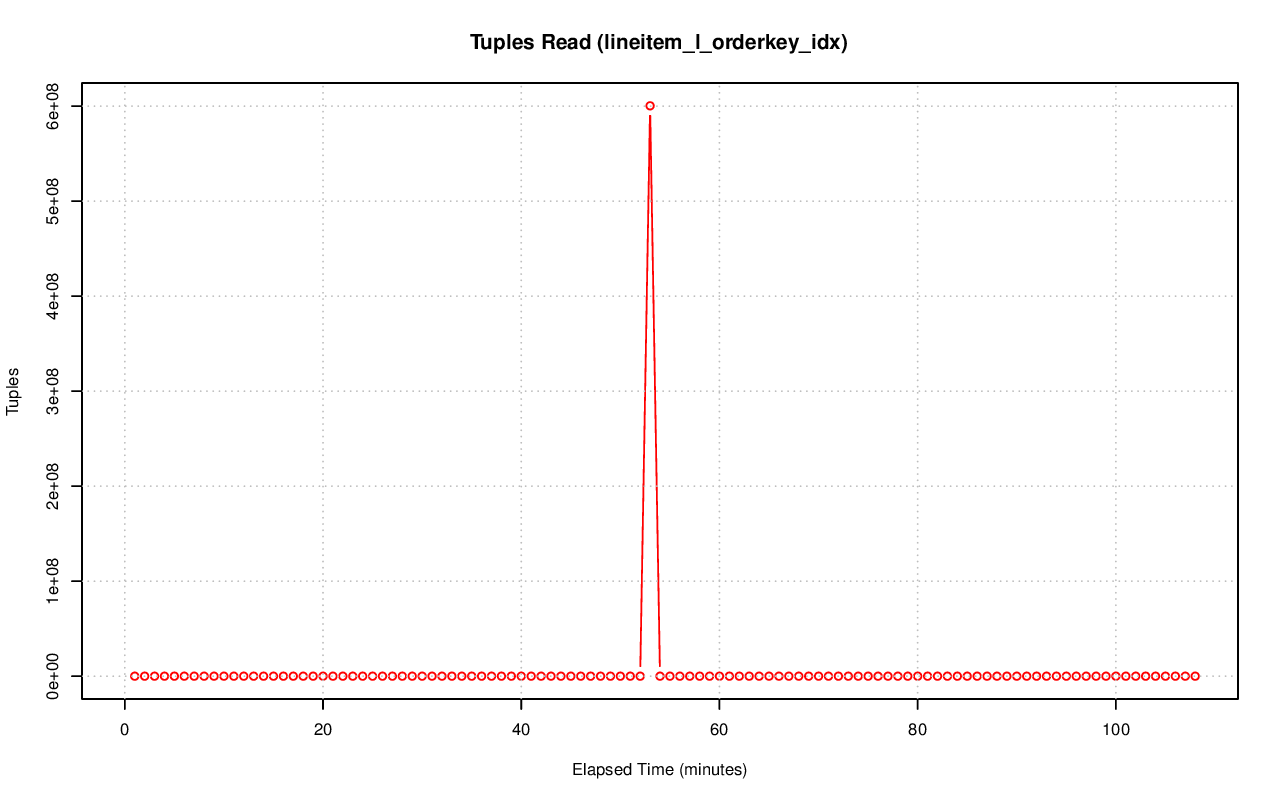 Tuples Read (lineitem_l_orderkey_idx)
6e+08
5e+08
4e+08
3e+08
2e+08
1e+08
0e+00
Tuples
0 20 40 60 80 100
Elapsed Time (minutes)